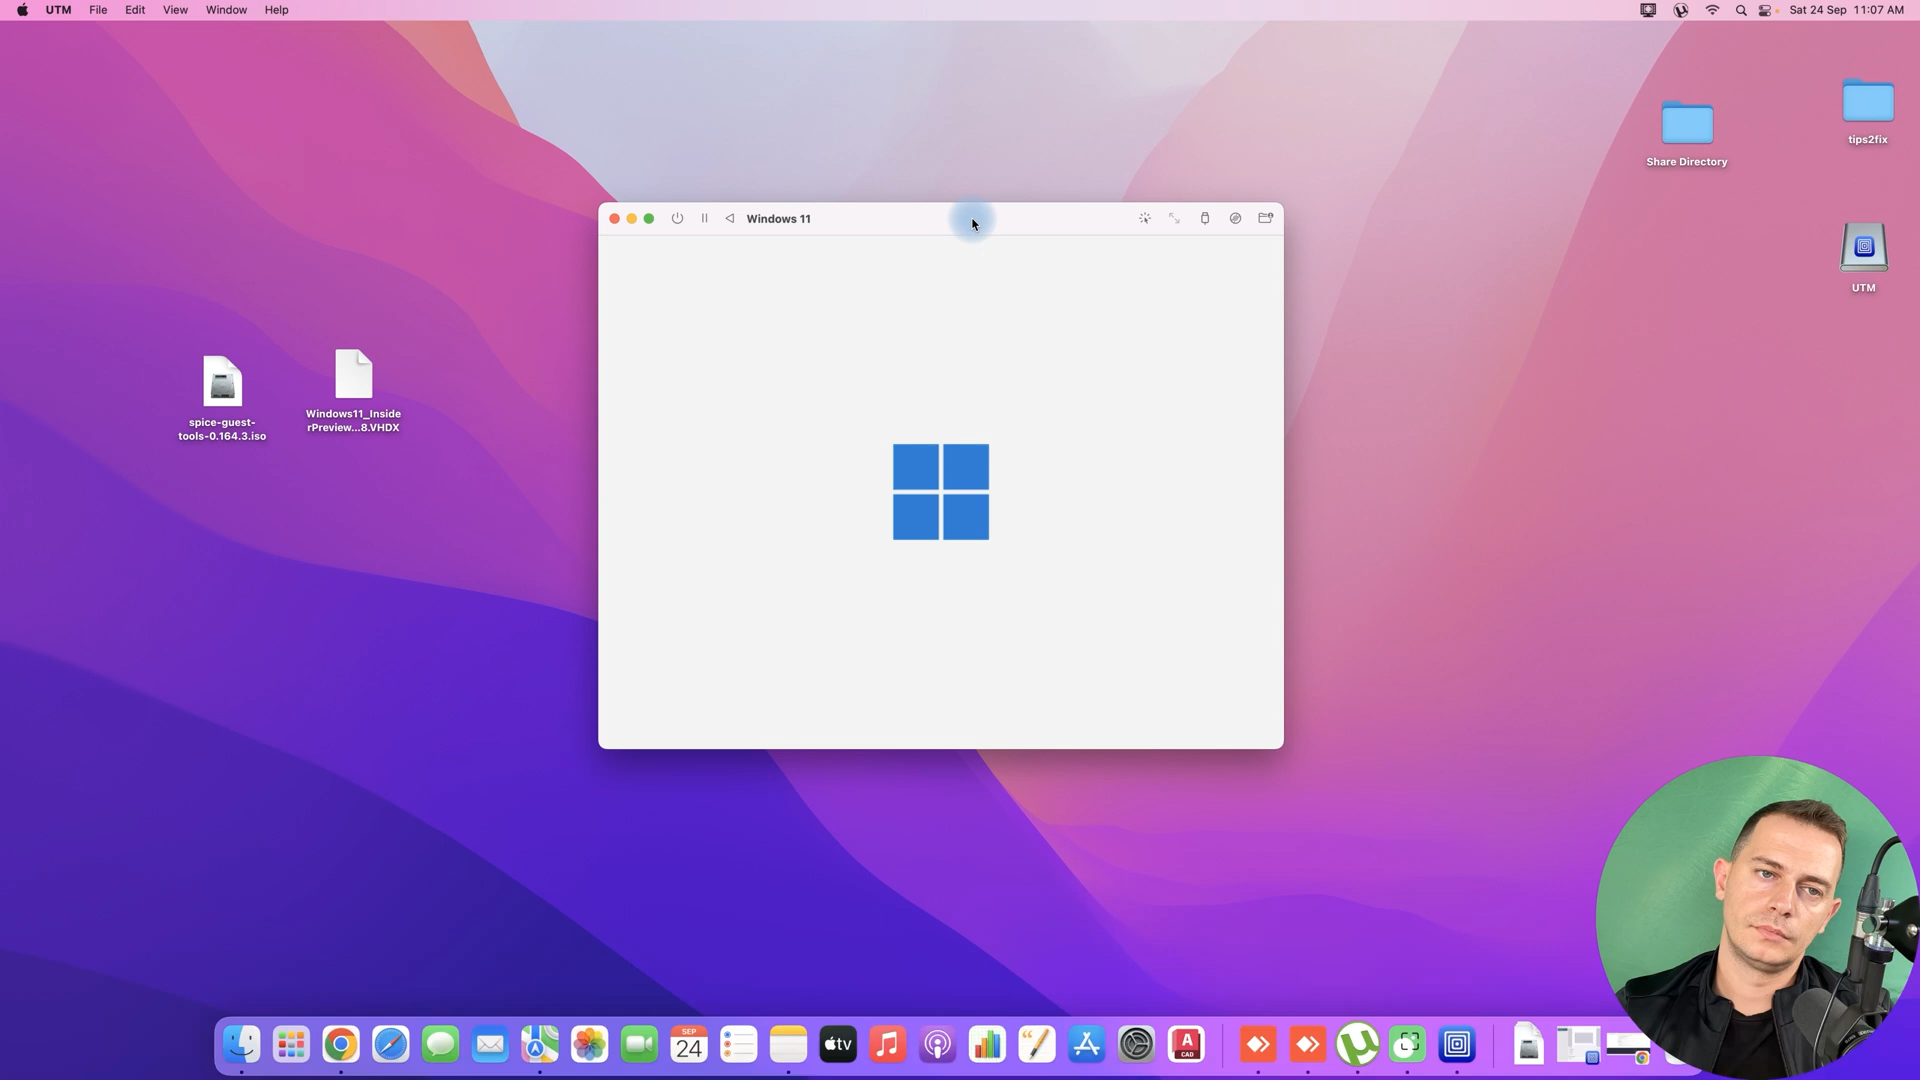 UTM File Edit View Window Help
Sat 24 Sep 11:07 AM
tips2fix
Share Directory
Windows 11
UTM
spice-guest-
tools-0.164.3.iso
Windows11_Inside
rPreview...8.VHDX
SEP
24
tv
A
CAD